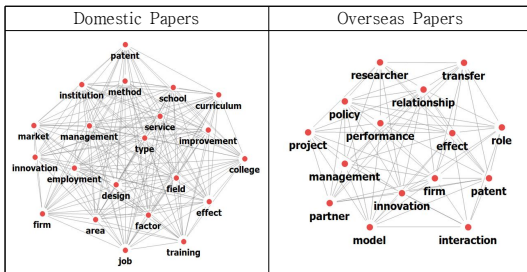 Domestic Papers
Overseas Papers
patent
institution
method
school
curriculum
market
management
service
type
improvement
innovation
employment
college
design
field
firm
area
factor
effect
job
training
researcher
transfer
policy
relationship
project
performance
effect
role
management
firm
patent
partner
innovation
model
interaction